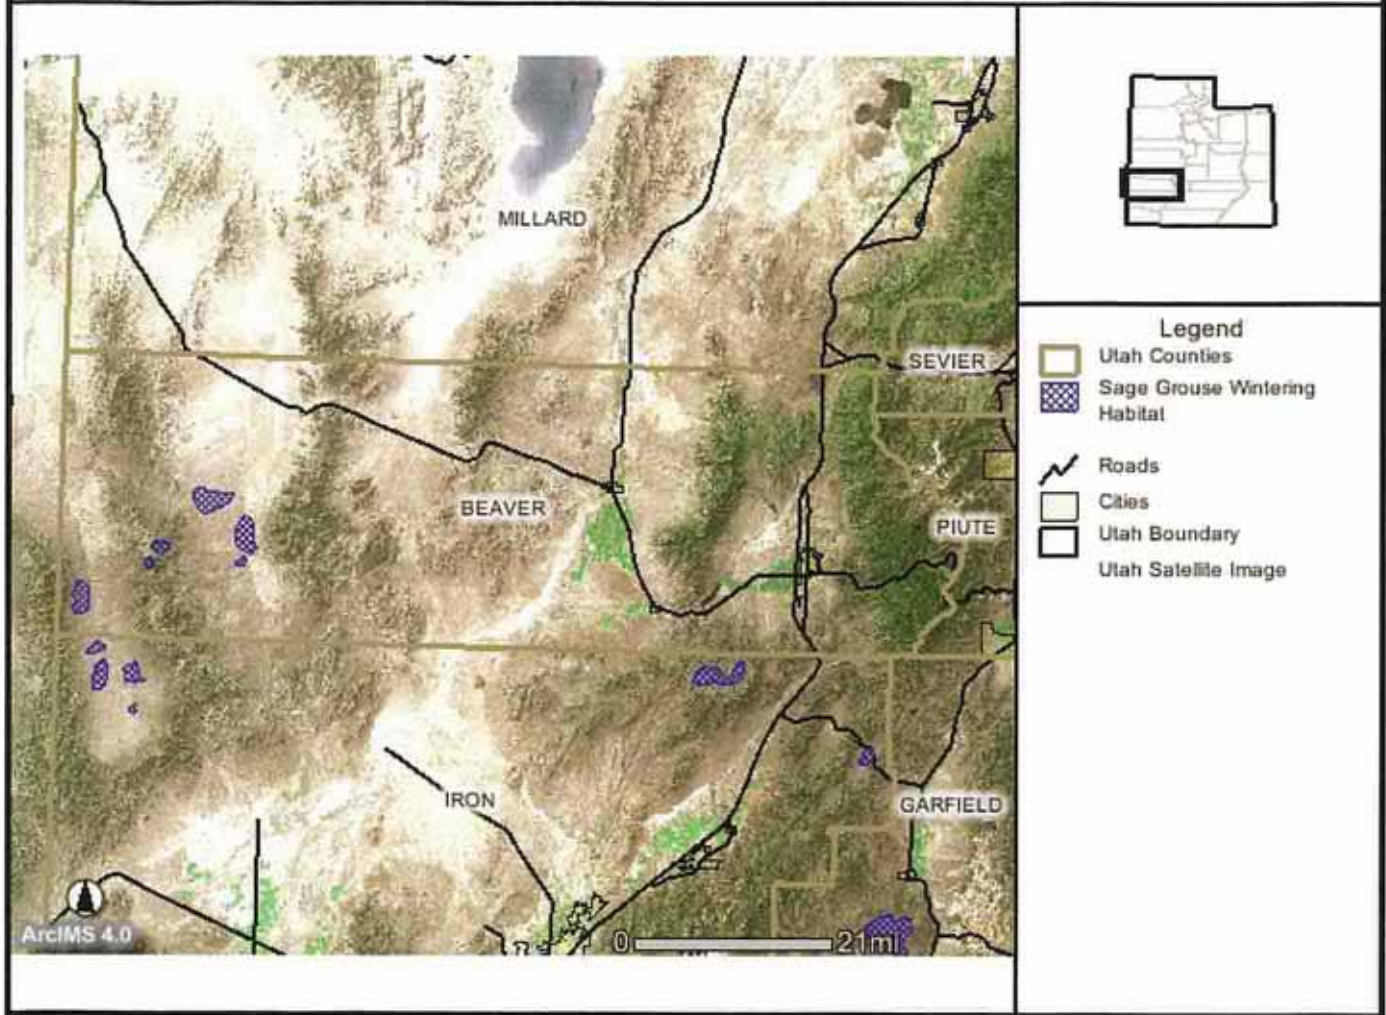 MILLARD
SEVIER
BEAVER
PIUTE
IRON
GARFIELD
ArcIMS 4.0
0
21mi
Legend
Utah Counties
Sage Grouse Wintering
Habitat
Roads
Cities
Utah Boundary
Utah Satellite Image